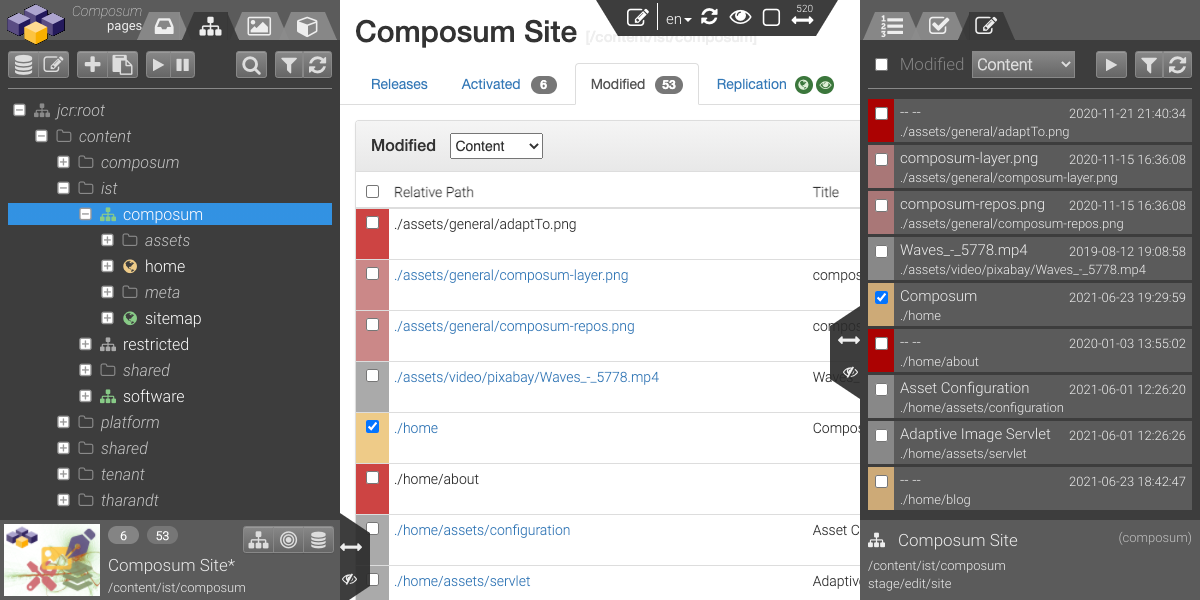 Composum
pages
jcr:root
content
composum
ist
composum
assets
home
meta
sitemap
restricted
shared
software
platform
shared
tenant
tharandt
6 53
Composum Site*
/content/ist/composum
Composum Site [/content/ist/composum]
en
520
Releases Activated 6 Modified 53 Replication
Modified Content
Relative Path Title
./assets/general/adaptTo.png
./assets/general/composum-layer.png compos
./assets/general/composum-repos.png
./assets/video/pixabay/Waves_-_5778.mp4
./home Compos
./home/about
./home/assets/configuration Asset C
./home/assets/servlet Adaptive
Modified Content
-- -- 2020-11-21 21:40:34
./assets/general/adaptTo.png
composum-layer.png 2020-11-15 16:36:08
./assets/general/composum-layer.png
composum-repos.png 2020-11-15 16:36:08
./assets/general/composum-repos.png
Waves_-_5778.mp4 2019-08-12 19:08:58
./assets/video/pixabay/Waves_-_5778.mp4
Composum 2021-06-23 19:29:59
./home
-- -- 2020-01-03 13:55:02
./home/about
Asset Configuration 2021-06-01 12:26:20
./home/assets/configuration
Adaptive Image Servlet 2021-06-01 12:26:26
./home/assets/servlet
-- -- 2021-06-23 18:42:47
./home/blog
Composum Site (composum)
/content/ist/composum
stage/edit/site